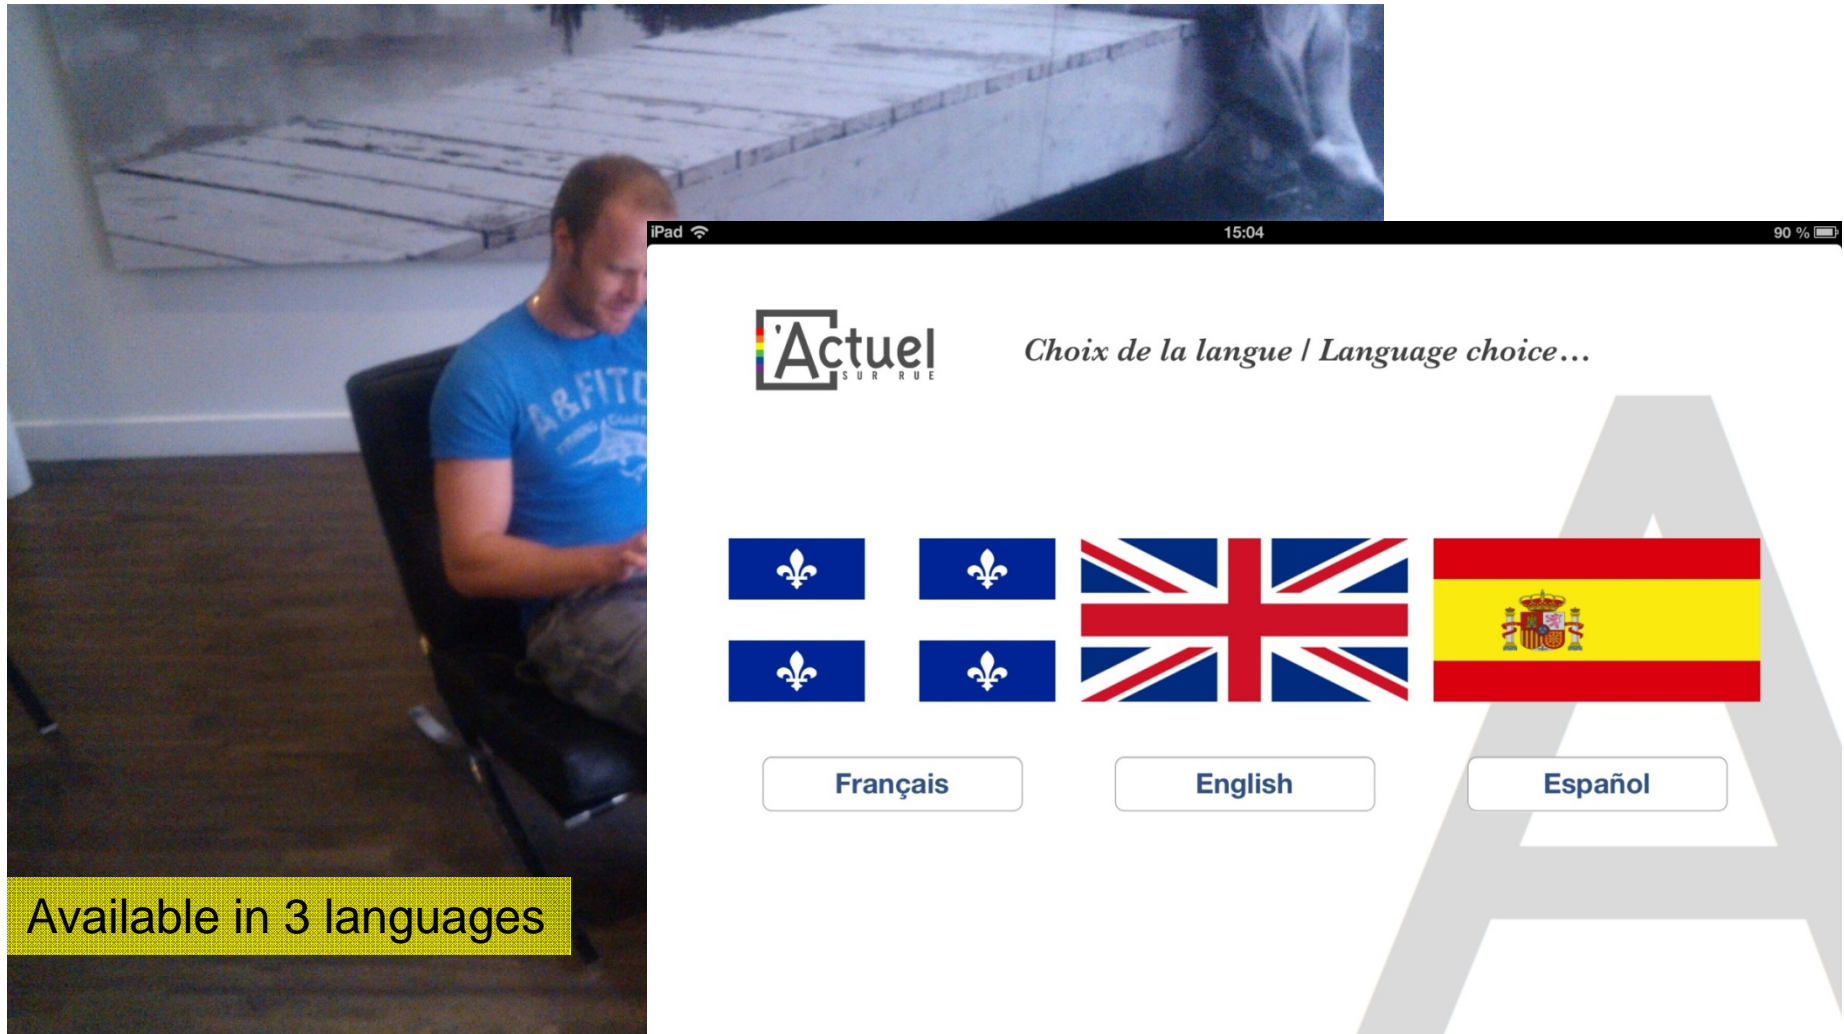 iPad 15:04 90 %
'Actuel
SUR RUE
Choix de la langue / Language choice...
A&FITC
Français English Español
Available in 3 languages